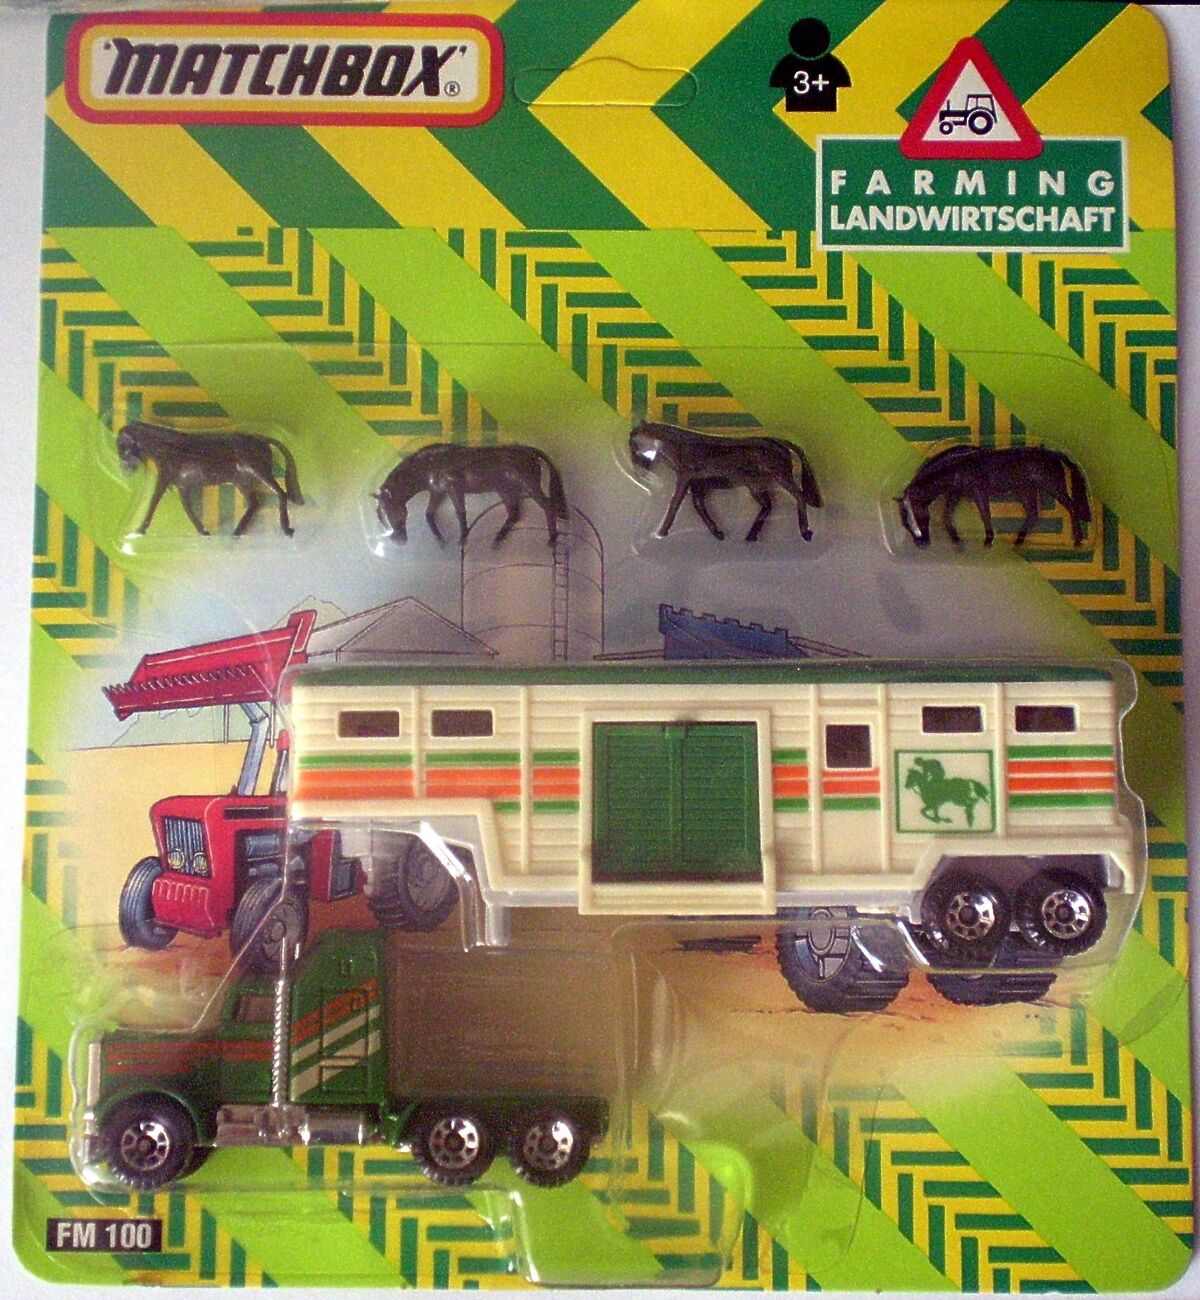 "MATCHBOX"®
3+
FARMING
LANDWIRTSCHAFT
FM 100